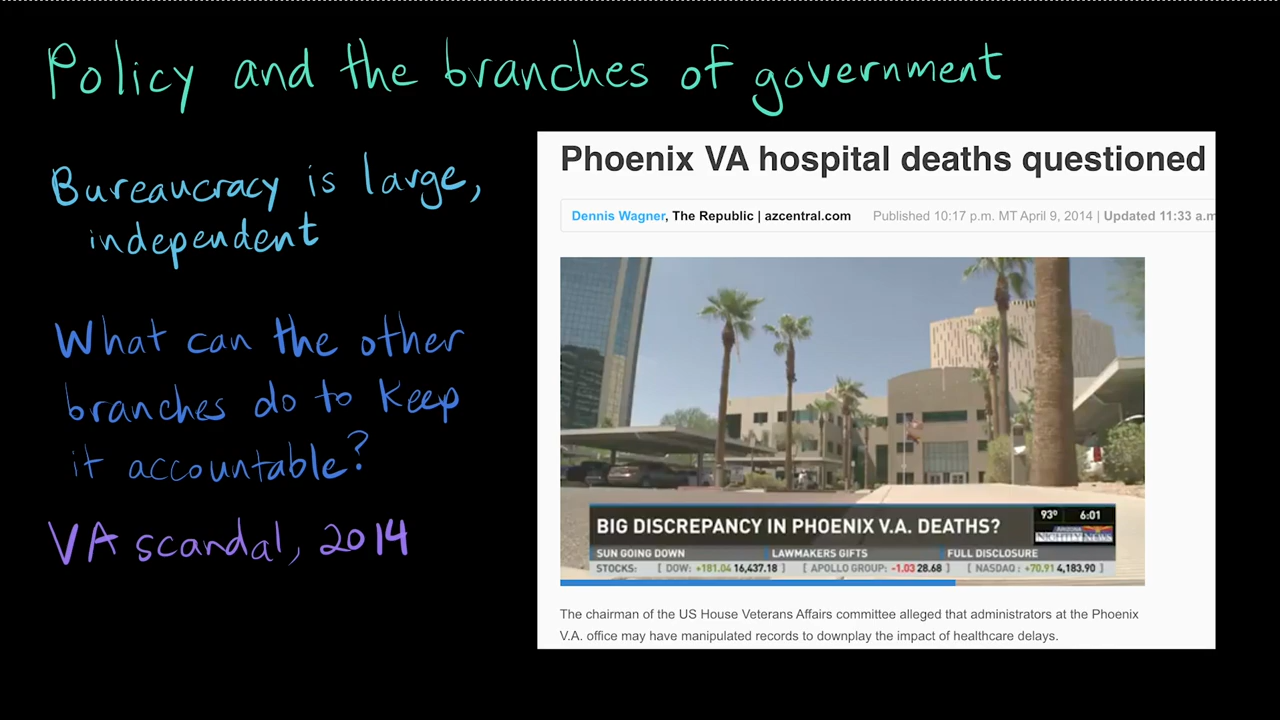 Policy and the branches of government
Bureaucracy is large,
independent
What can the other
branches do to keep
it accountable?
VA scandal, 2014
Phoenix VA hospital deaths questioned
Dennis Wagner, The Republic | azcentral.com Published 10:17 p.m. MT April 9, 2014 | Updated 11:33 a.m
BIG DISCREPANCY IN PHOENIX V.A. DEATHS?
93° 6:01
ARIZONA
NIGHTLY NEWS
SUN GOING DOWN LAWMAKERS GIFTS FULL DISCLOSURE
STOCKS: [ DOW: +181.04 16,437.18 ] [ APOLLO GROUP: -1.03 28.68 ] [ NASDAQ : +70.91 4,183.90 ]
The chairman of the US House Veterans Affairs committee alleged that administrators at the Phoenix
V.A. office may have manipulated records to downplay the impact of healthcare delays.